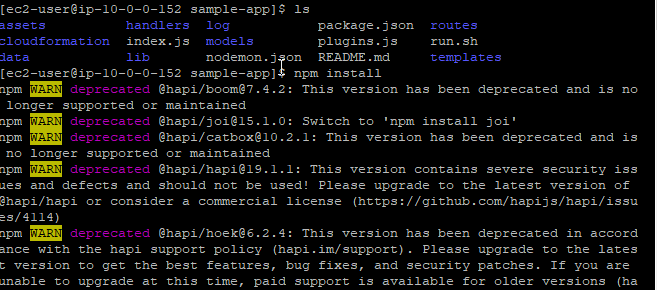 [ec2-user@ip-10-0-0-152 sample-app]$ ls
assets handlers log package.json routes
cloudformation index.js models plugins.js run.sh
data lib nodemon.json README.md templates
[ec2-user@ip-10-0-0-152 sample-app]$ npm install
npm WARN deprecated @hapi/boom@7.4.2: This version has been deprecated and is no
longer supported or maintained
npm WARN deprecated @hapi/joi@15.1.0: Switch to 'npm install joi'
npm WARN deprecated @hapi/catbox@10.2.1: This version has been deprecated and is
no longer supported or maintained
npm WARN deprecated @hapi/hapi@19.1.1: This version contains severe security iss
ues and defects and should not be used! Please upgrade to the latest version of
@hapi/hapi or consider a commercial license (https://github.com/hapijs/hapi/issu
es/4114)
npm WARN deprecated @hapi/hoek@6.2.4: This version has been deprecated in accord
ance with the hapi support policy (hapi.im/support). Please upgrade to the lates
t version to get the best features, bug fixes, and security patches. If you are
unable to upgrade at this time, paid support is available for older versions (ha